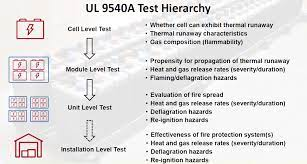 UL 9540A Test Hierarchy
Cell Level Test
• Whether cell can exhibit thermal runaway
• Thermal runaway characteristics
• Gas composition (flammability)
Module Level Test
• Propensity for propagation of thermal runaway
• Heat and gas release rates (severity/duration)
• Flaming/deflagration hazards
Unit Level Test
• Evaluation of fire spread
• Heat and gas release rates (severity/duration)
• Deflagration hazards
• Re-ignition hazards
Installation Level Test
• Effectiveness of fire protection system(s)
• Heat and gas release rates (severity/duration)
• Deflagration hazards
• Re-ignition hazards